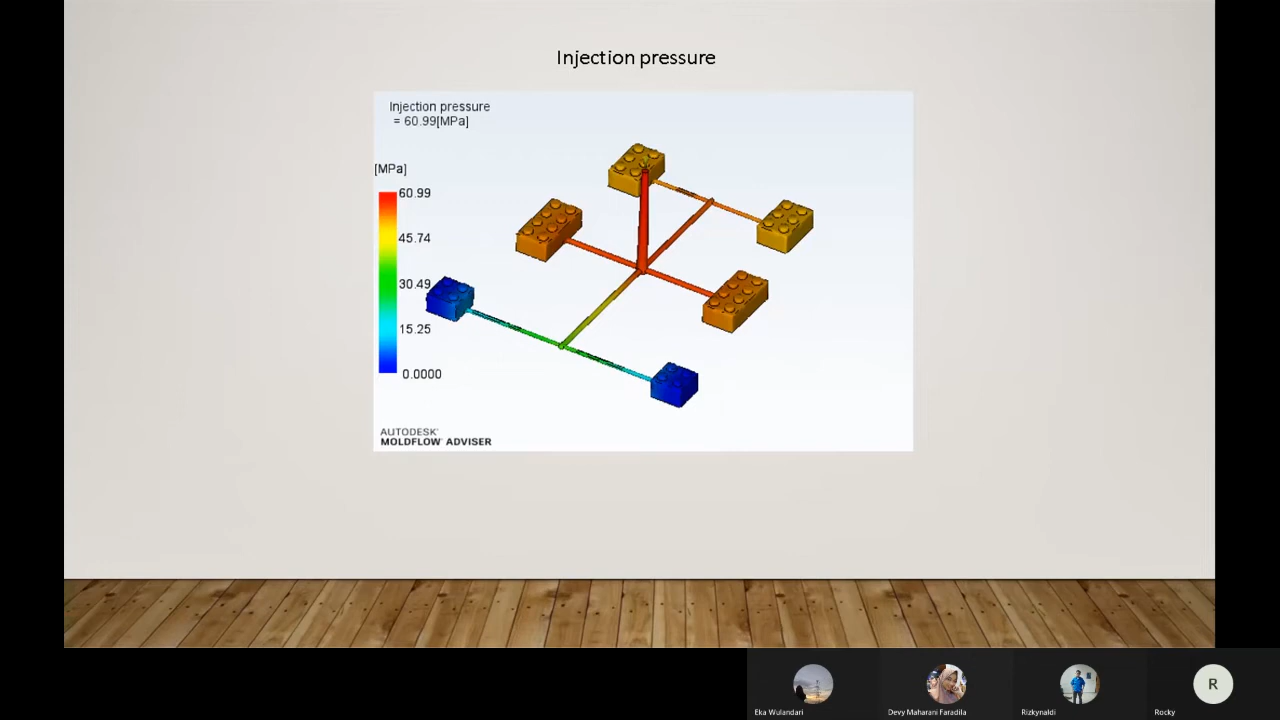 Injection pressure
Injection pressure
= 60.99[MPa]
[MPa]
60.99
45.74
30.49
15.25
0.0000
AUTODESK'
MOLDFLOW' ADVISER
Eka Wulandari
Devy Maharani Faradila
Rizkynaldi
R
Rocky